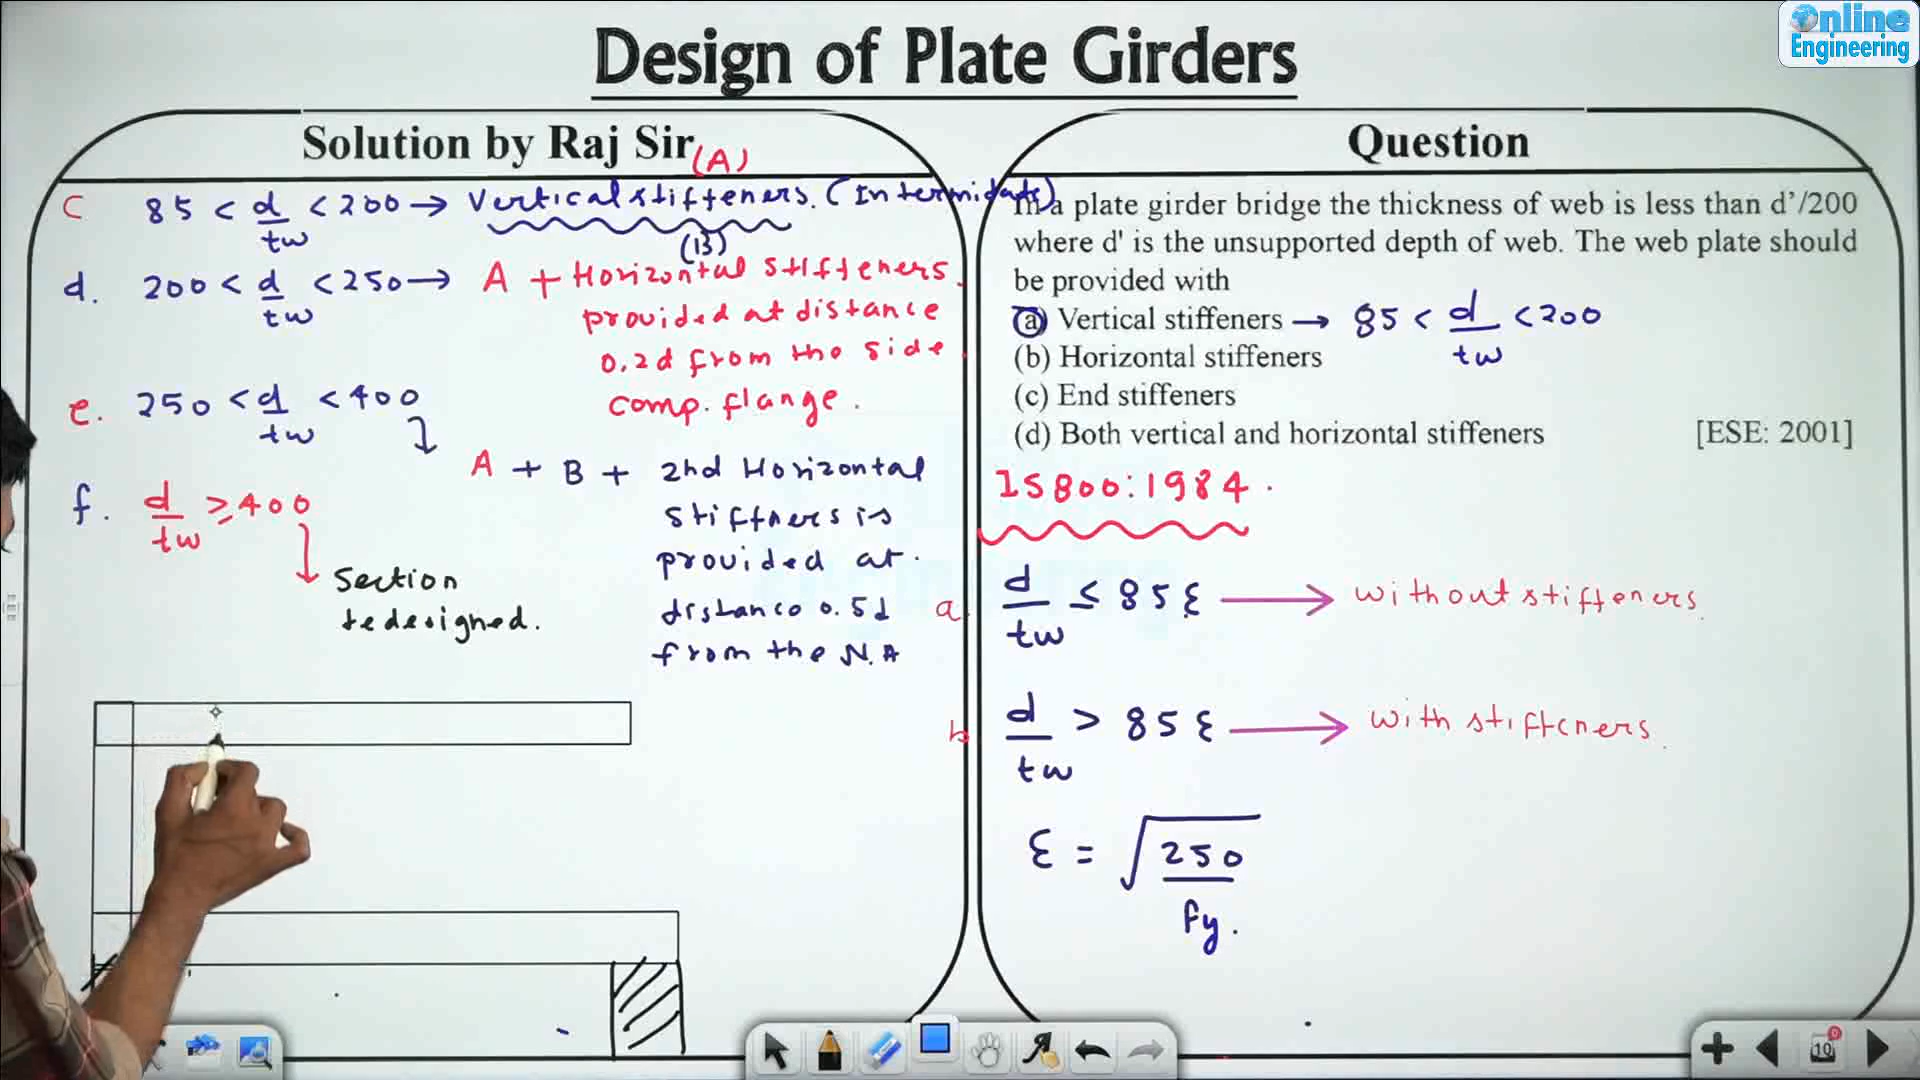 Online
Engineering
Design of Plate Girders
Solution by Raj Sir
(A)
C 85 < d/tw < 200 → Vertical stiffeners. (Intermidate)
(B)
d. 200 < d/tw < 250 → A + Horizontal stiffeners.
provided at distance
0.2d from the side
comp. flange.
e. 250 < d/tw < 400
↓
A + B + 2nd Horizontal
stiffners is
provided at.
distance 0.5d
from the N.A
f. d/tw ≥ 400
↓ Section
redesigned.
Question
In a plate girder bridge the thickness of web is less than d'/200
where d' is the unsupported depth of web. The web plate should
be provided with
(a) Vertical stiffeners → 85 < d/tw < 200
(b) Horizontal stiffeners
(c) End stiffeners
(d) Both vertical and horizontal stiffeners [ESE: 2001]
IS800:1984.
a. d/tw ≤ 85ε → without stiffeners.
b d/tw > 85ε → with stiffeners.
ε = √250/fy.
10
0